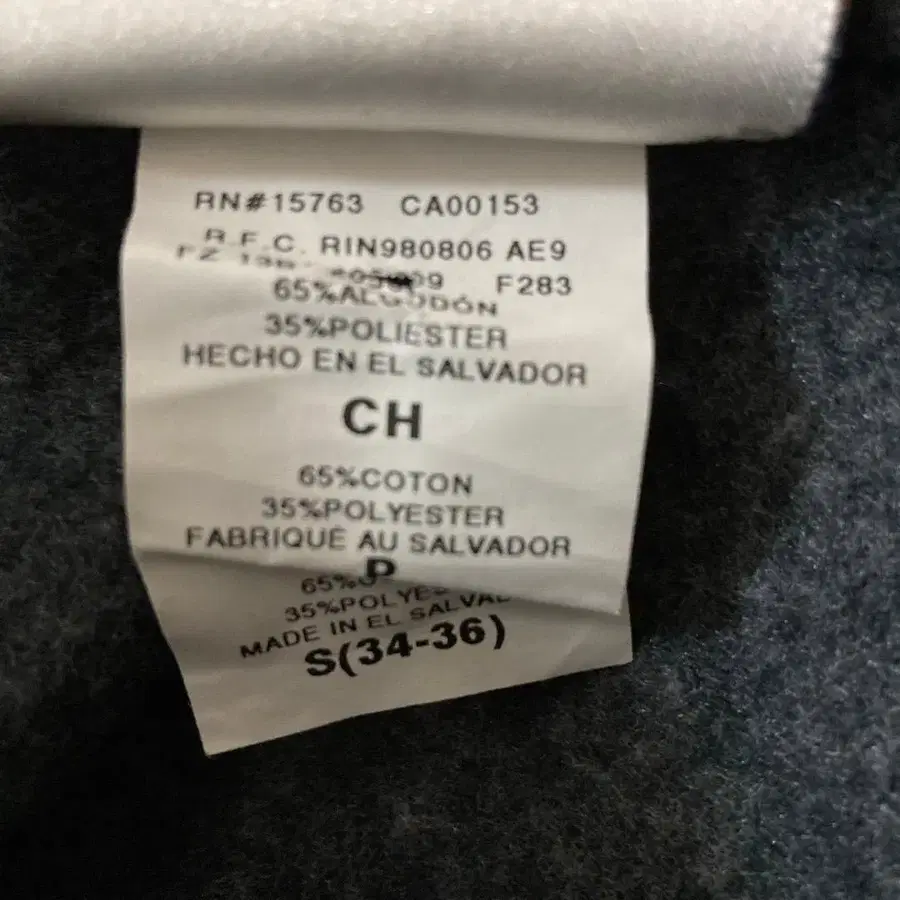 RN#15763 CA00153
R.F.C. RIN980806 AE9
F283
65%ALGODÓN
35%POLIESTER
HECHO EN EL SALVADOR
CH
65%COTON
35%POLYESTER
FABRIQUÉ AU SALVADOR
P
65%
MADE IN EL
S(34-36)